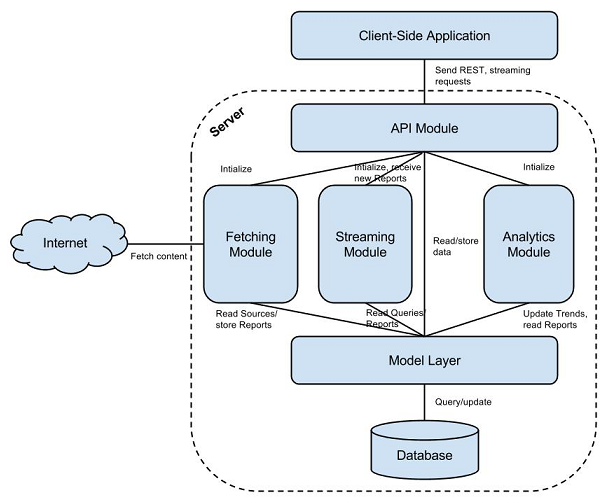 Client-Side Application
Send REST, streaming
requests
Server
API Module
Intialize
Intialize, receive
new Reports
Intialize
Internet
Fetch content
Fetching
Module
Streaming
Module
Read/store
data
Analytics
Module
Read Sources/
store Reports
Read Queries/
Reports
Update Trends,
read Reports
Model Layer
Query/update
Database